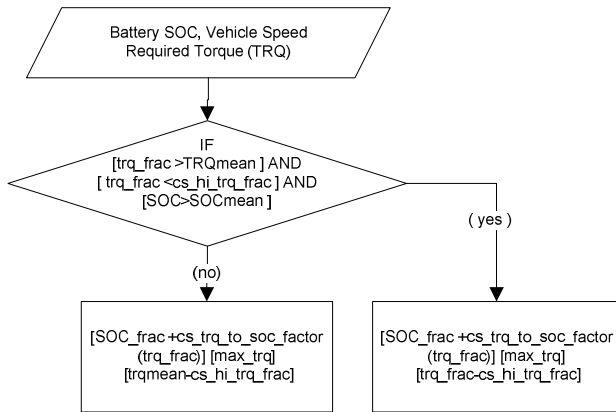 Battery SOC, Vehicle Speed
Required Torque (TRQ)
IF
[trq_frac >TRQmean ] AND
[ trq_frac <cs_hi_trq_frac ] AND
[SOC>SOCmean ]
( yes )
(no)
[SOC_frac +cs_trq_to_soc_factor
(trq_frac)] [max_trq]
[trqmean-cs_hi_trq_frac]
[SOC_frac +cs_trq_to_soc_factor
(trq_frac)] [max_trq]
[trq_frac-cs_hi_trq_frac]